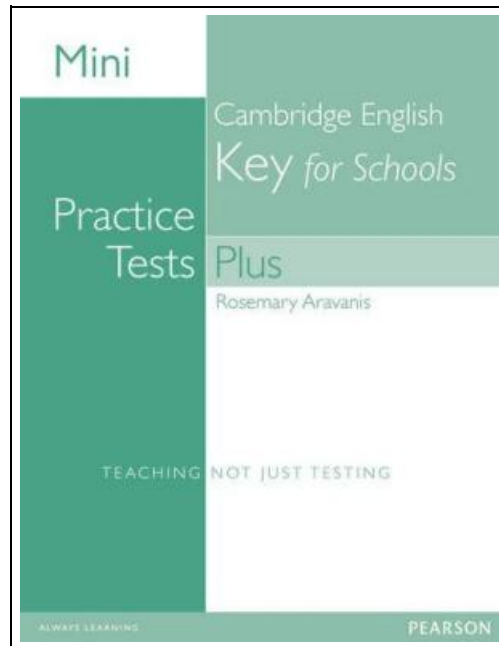 Mini
Cambridge English
Key for Schools
Practice
Tests Plus
Rosemary Aravanis
TEACHING NOT JUST TESTING
ALWAYS LEARNING
PEARSON